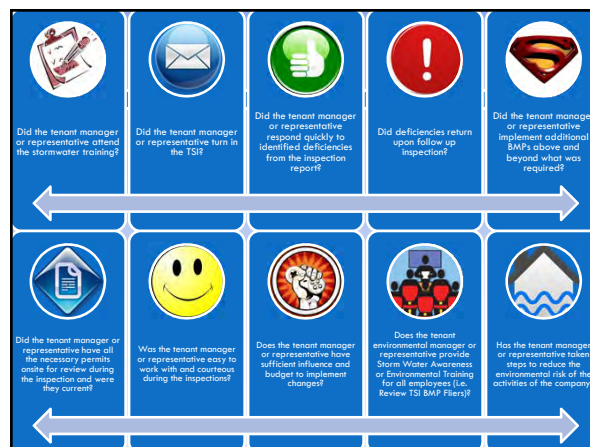 Did the tenant manager
or representative attend
the stormwater training?
Did the tenant manager
or representative turn in
the TSI?
Did the tenant manager
or representative
respond quickly to
identified deficiencies
from the inspection
report?
Did deficiencies return
upon follow up
inspection?
Did the tenant manager
or representative
implement additional
BMPs above and
beyond what was
required?
Did the tenant manager or
representative have all
the necessary permits
onsite for review during
the inspection and were
they current?
Was the tenant manager
or representative easy to
work with and courteous
during the inspections?
Does the tenant manager
or representative have
sufficient influence and
budget to implement
changes?
Does the tenant
environmental manager or
representative provide
Storm Water Awareness
or Environmental Training
for all employees (i.e.
Review TSI BMP Fliers)?
Has the tenant manager
or representative taken
steps to reduce the
environmental risk of the
activities of the company